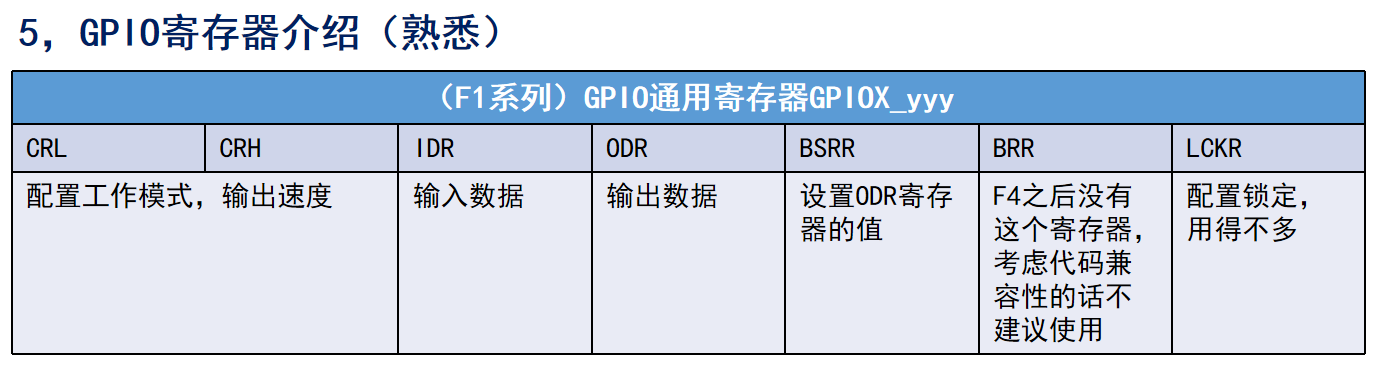 5，GPIO寄存器介绍（熟悉）
（F1系列）GPIO通用寄存器GPIOX_yyy
CRL
CRH
IDR
ODR
BSRR
BRR
LCKR
配置工作模式，输出速度
输入数据
输出数据
设置ODR寄存
器的值
F4之后没有
这个寄存器，
考虑代码兼
容性的话不
建议使用
配置锁定，
用得不多